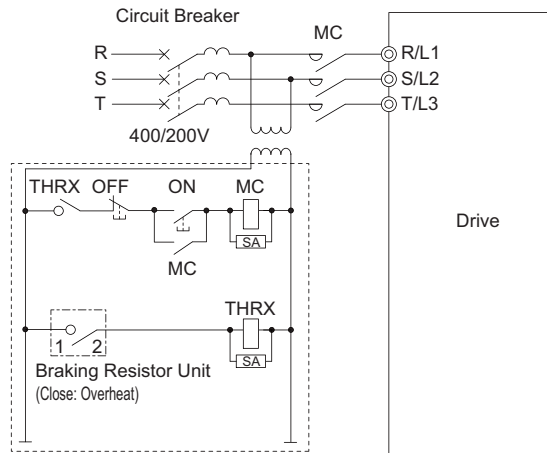 Circuit Breaker
MC
R
R/L1
S
S/L2
T
T/L3
400/200V
THRX OFF ON MC
SA
MC
Drive
THRX
1 2
SA
Braking Resistor Unit
(Close: Overheat)